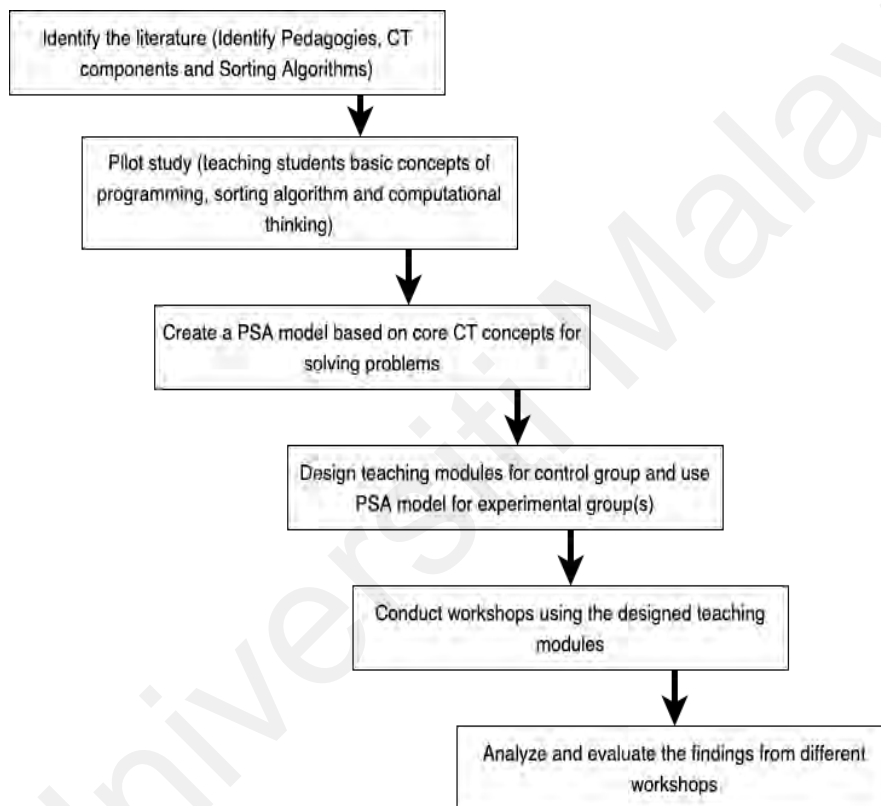 Identify the literature (Identify Pedagogies, CT
components and Sorting Algorithms)
Pilot study (teaching students basic concepts of
programming, sorting algorithm and computational
thinking)
Create a PSA model based on core CT concepts for
solving problems
Design teaching modules for control group and use
PSA model for experimental group(s)
Conduct workshops using the designed teaching
modules
Analyze and evaluate the findings from different
workshops